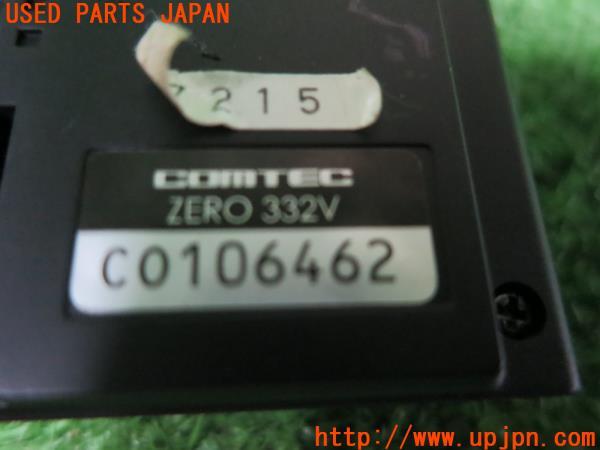 USED PARTS JAPAN
7215
COMTEC
ZERO 332V
C0106462
http://www.upjpn.com